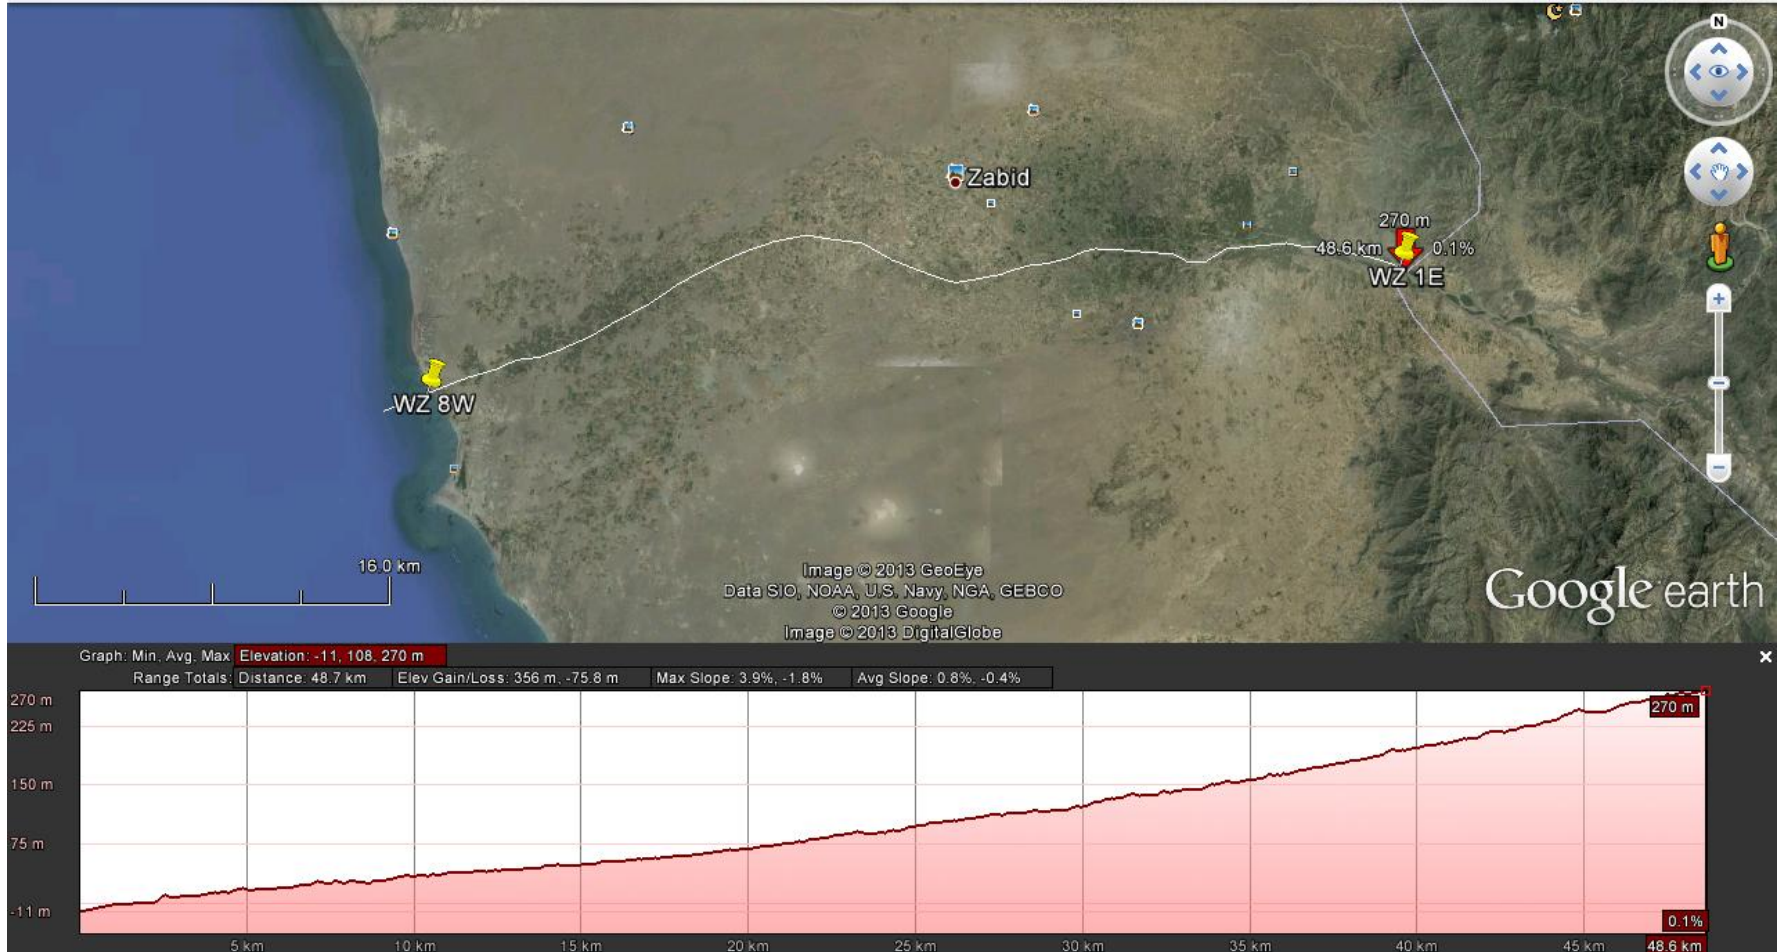 N
Zabid
270 m
48.6 km 0.1%
WZ 1E
WZ 8W
16.0 km
Image © 2013 GeoEye
Data SIO, NOAA, U.S. Navy, NGA, GEBCO
© 2013 Google
Image © 2013 DigitalGlobe
Google earth
Graph: Min, Avg, Max Elevation: -11, 108, 270 m
Range Totals: Distance: 48.7 km Elev Gain/Loss: 356 m, -75.8 m Max Slope: 3.9%, -1.8% Avg Slope: 0.8%, -0.4%
270 m
270 m
225 m
150 m
75 m
-11 m
0.1%
5 km 10 km 15 km 20 km 25 km 30 km 35 km 40 km 45 km 48.6 km